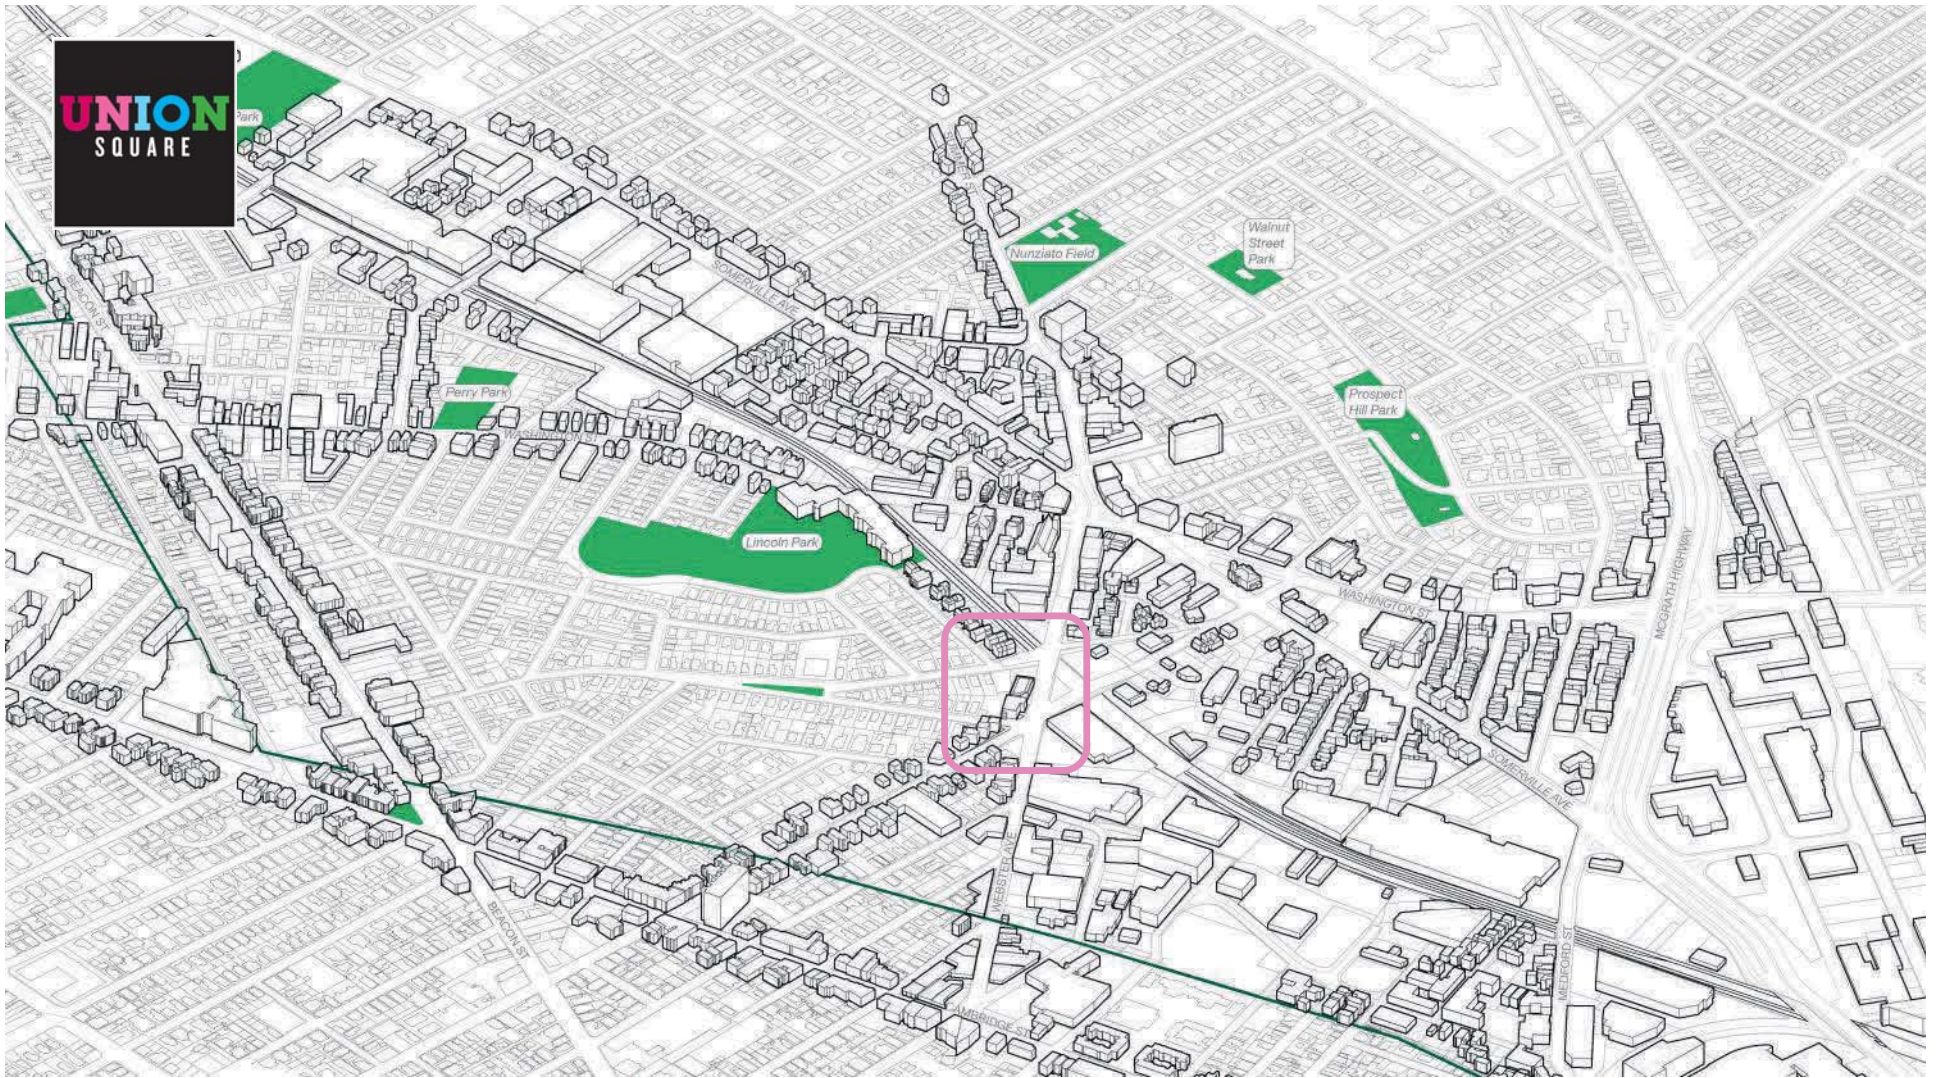 UNION
SQUARE
Park
BEACON ST
SOMERVILLE AVE
Nunziato Field
Walnut
Street
Park
Perry Park
WASHINGTON ST
Prospect
Hill Park
Lincoln Park
WASHINGTON ST
MCGRATH HIGHWAY
SOMERVILLE AVE
WEBSTER AVE
BEACON ST
MEDFORD ST
AMBRIDGE ST